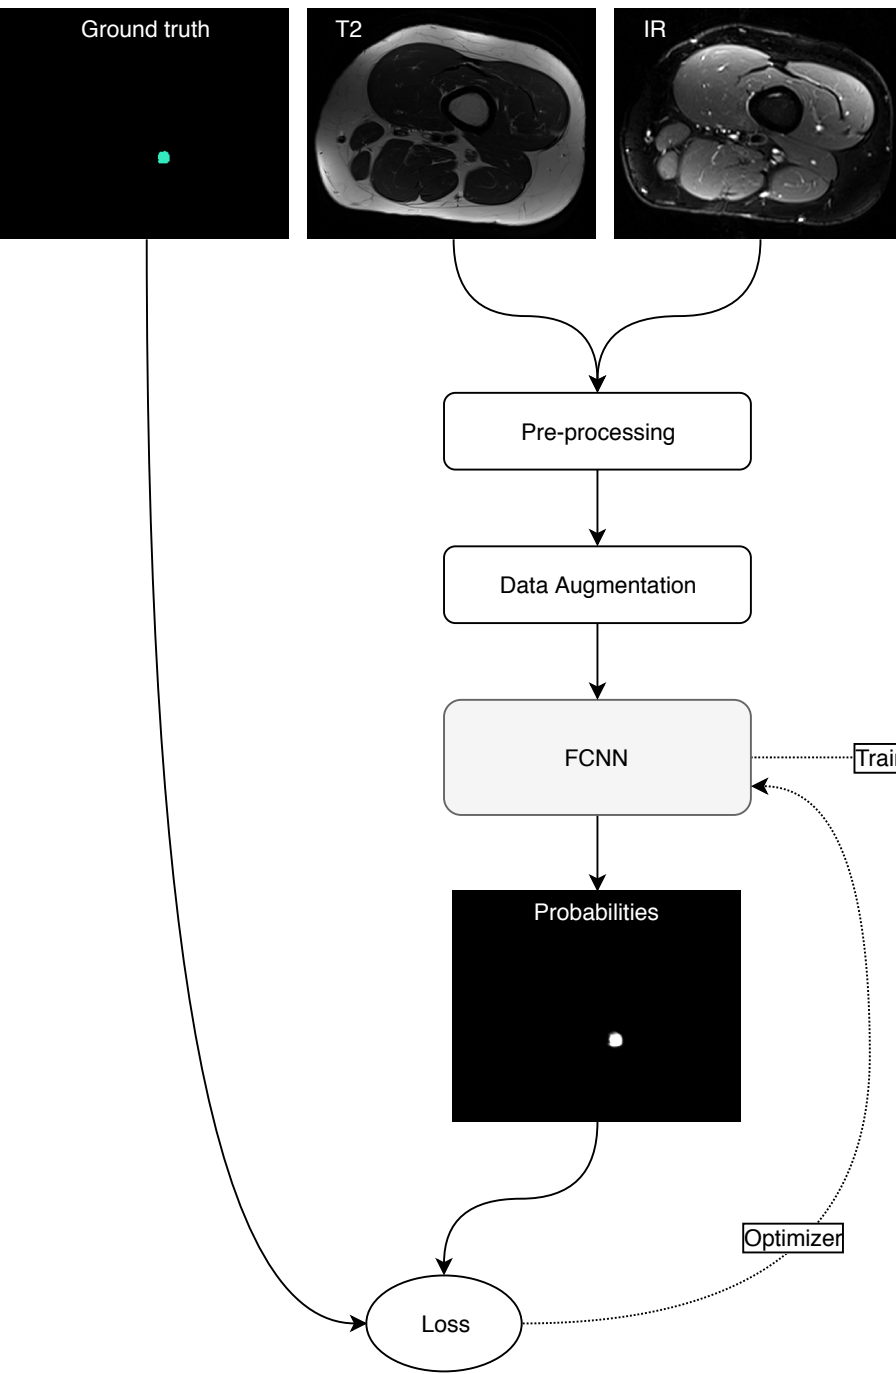 Ground truth
T2
IR
Pre-processing
Data Augmentation
FCNN
Probabilities
Optimizer
Loss